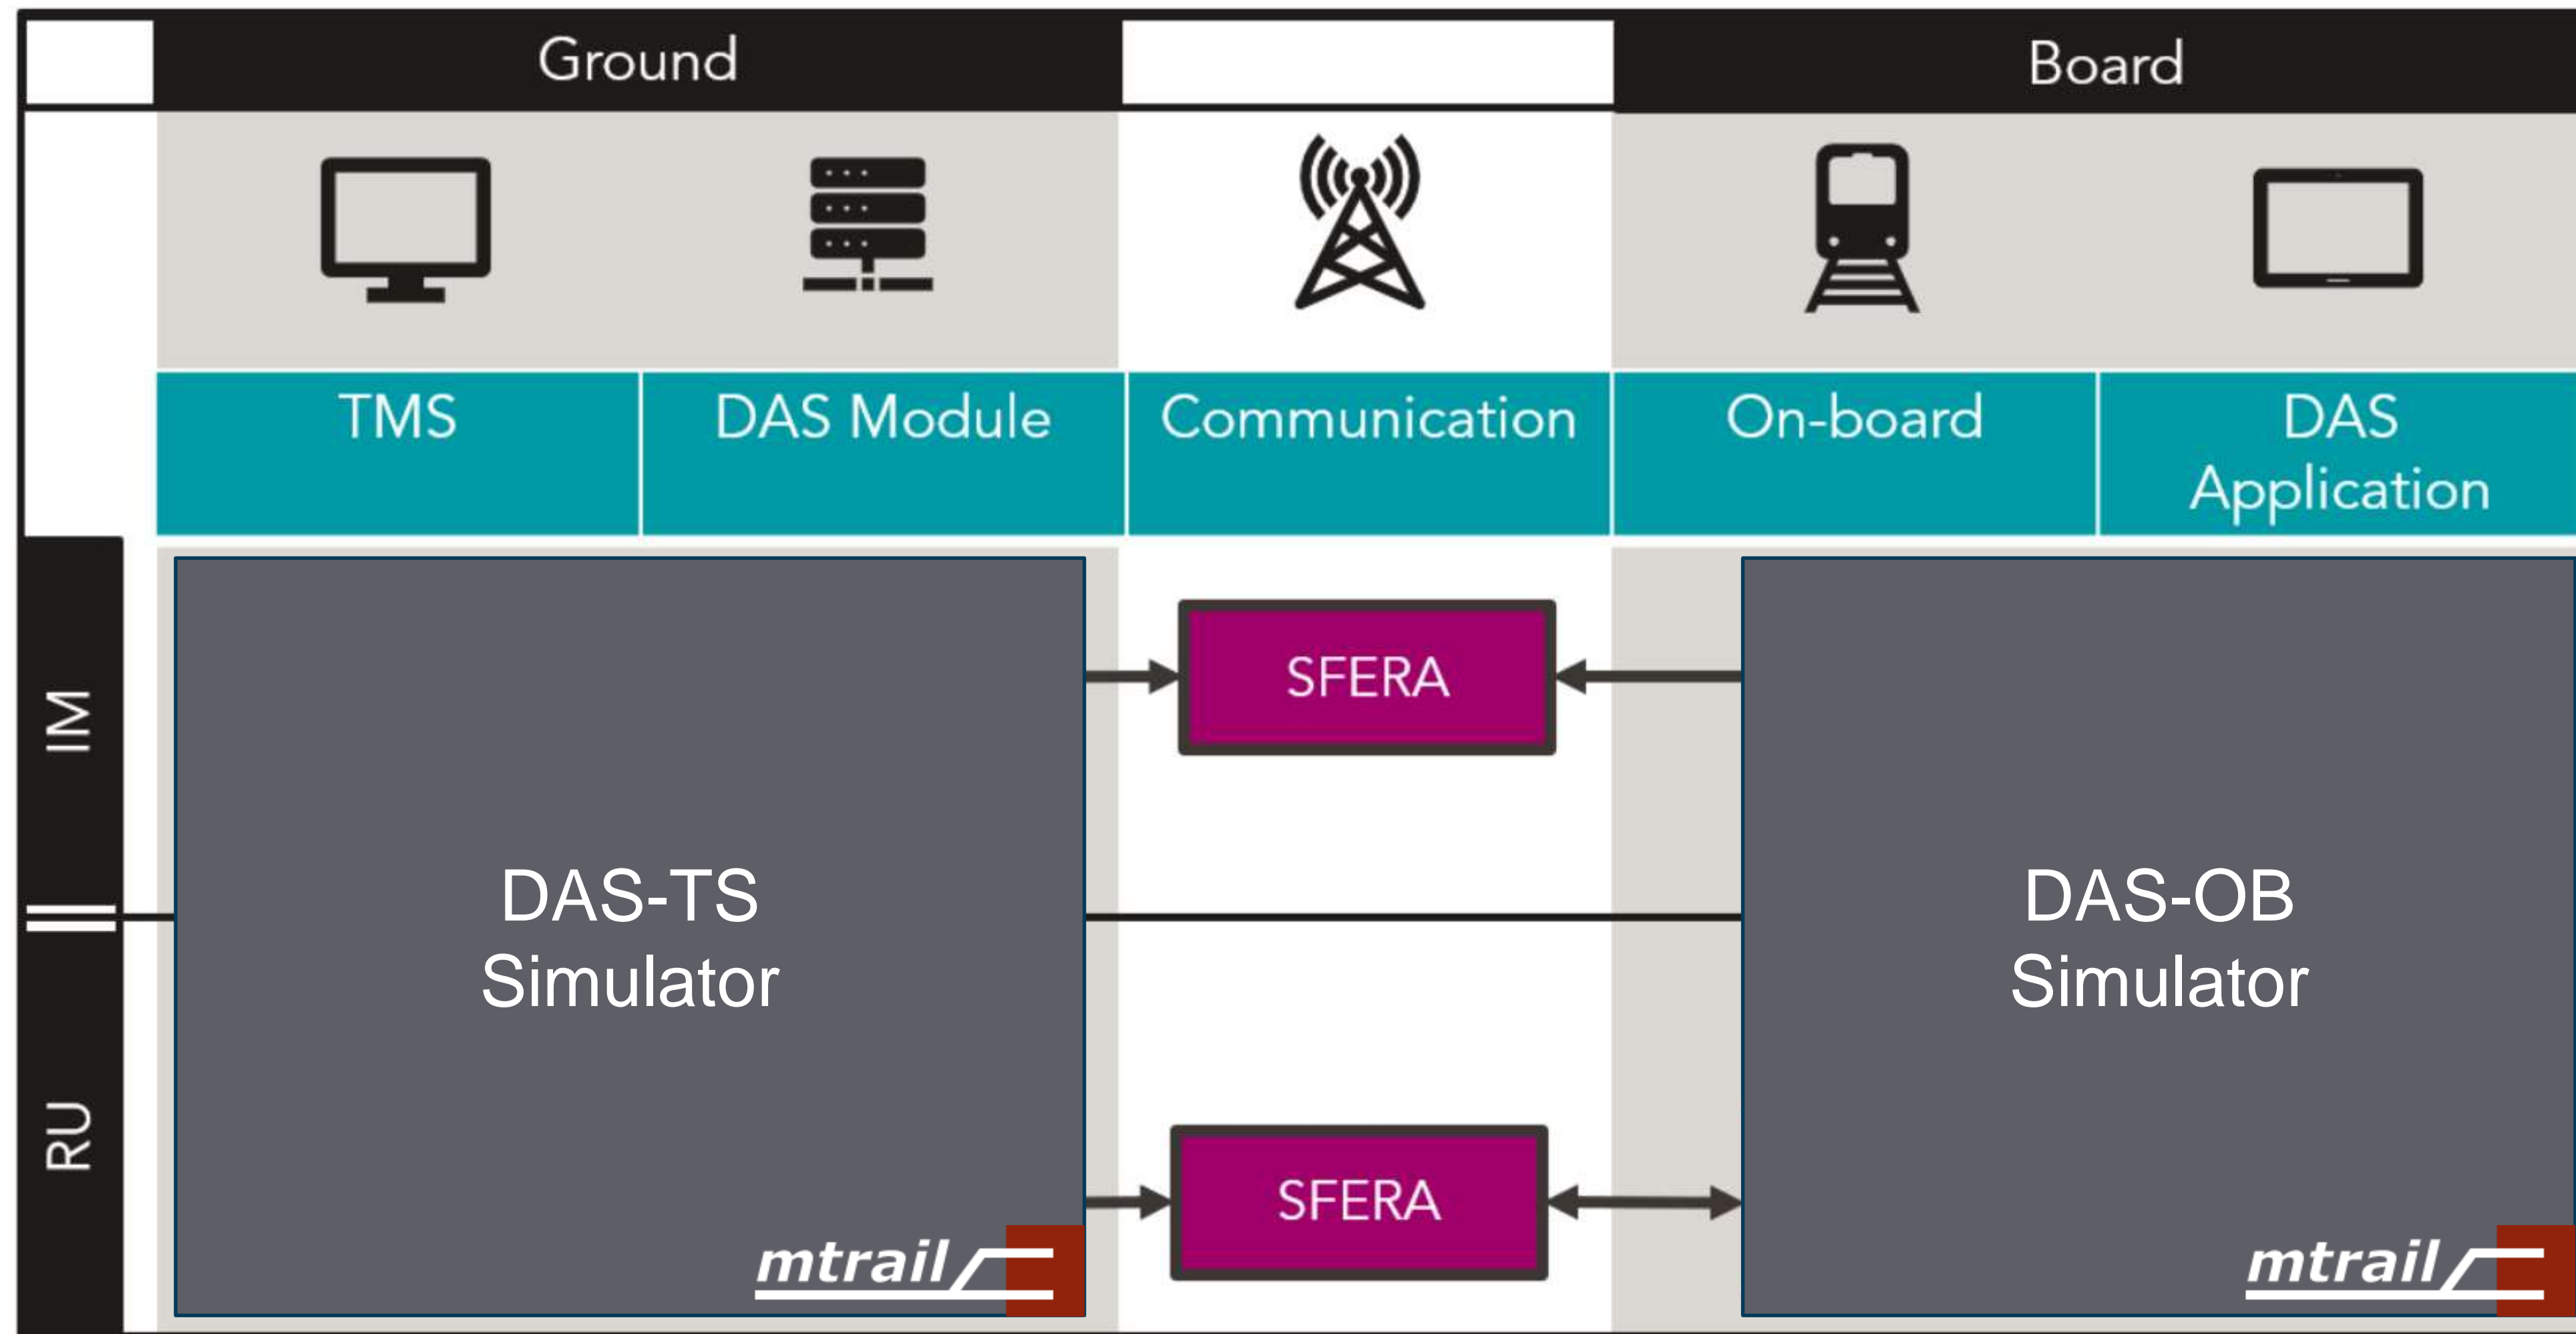 Ground
Board
TMS
DAS Module
Communication
On-board
DAS
Application
IM
SFERA
DAS-TS
Simulator
DAS-OB
Simulator
RU
SFERA
mtrail
mtrail